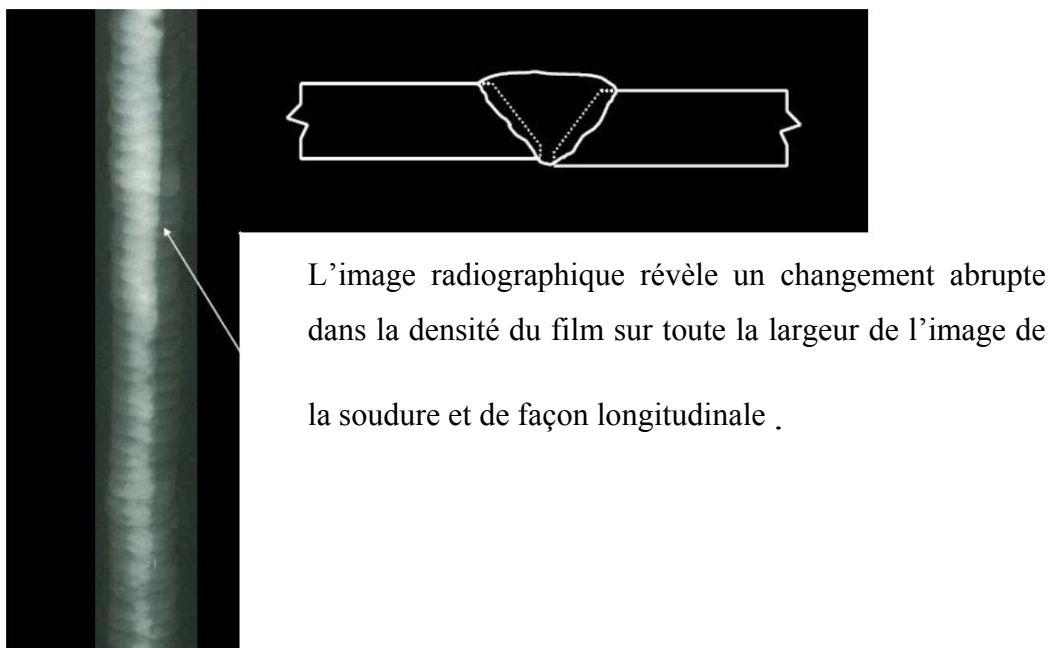 L’image radiographique révèle un changement abrupte
dans la densité du film sur toute la largeur de l’image de
la soudure et de façon longitudinale .